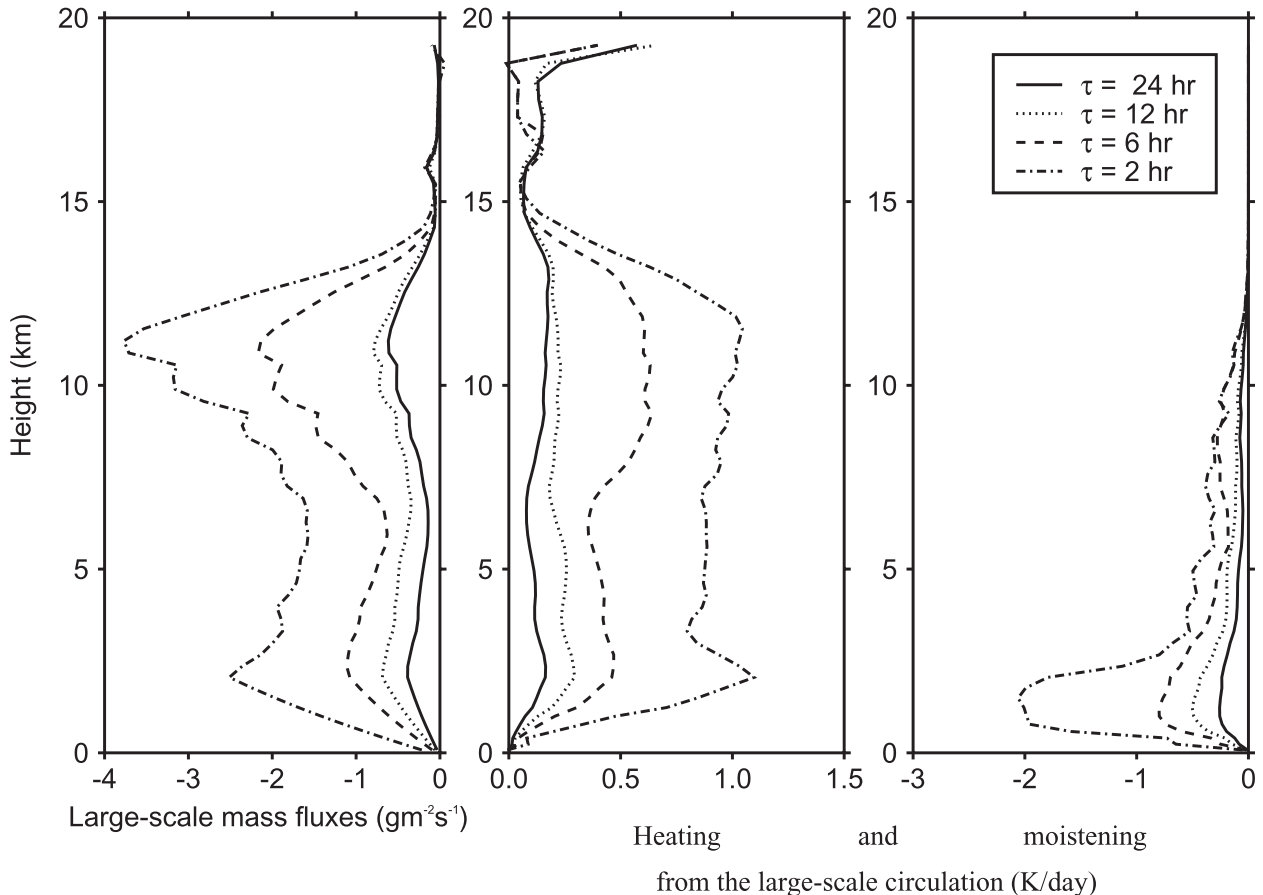 20 20 20
τ = 24 hr
τ = 12 hr
τ = 6 hr
τ = 2 hr
15 15 15
Height (km)
10 10 10
5 5 5
0 0 0
-4 -3 -2 -1 0 0.0 0.5 1.0 1.5 -3 -2 -1 0
Large-scale mass fluxes (gm⁻²s⁻¹)
Heating and moistening
from the large-scale circulation (K/day)